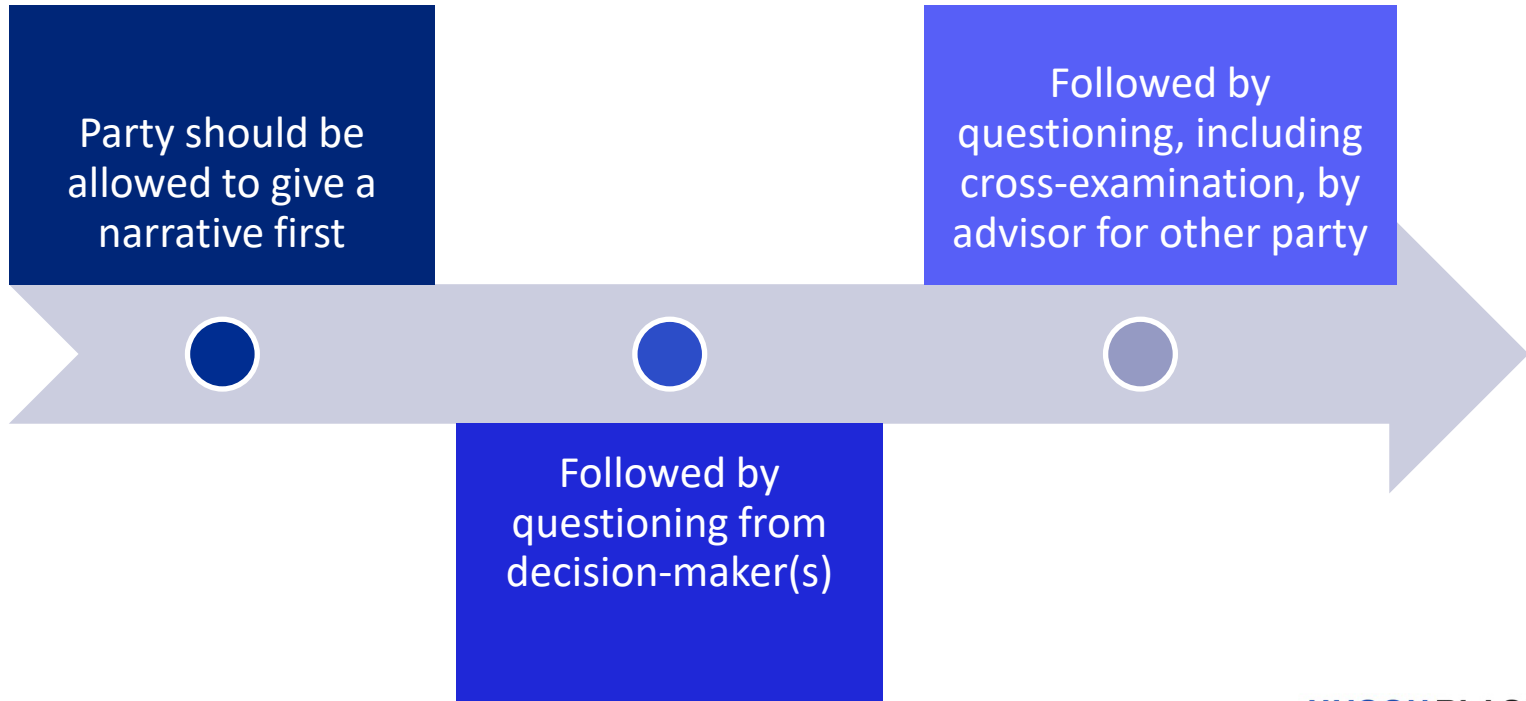 Party should be
allowed to give a
narrative first
Followed by
questioning from
decision-maker(s)
Followed by
questioning, including
cross-examination, by
advisor for other party